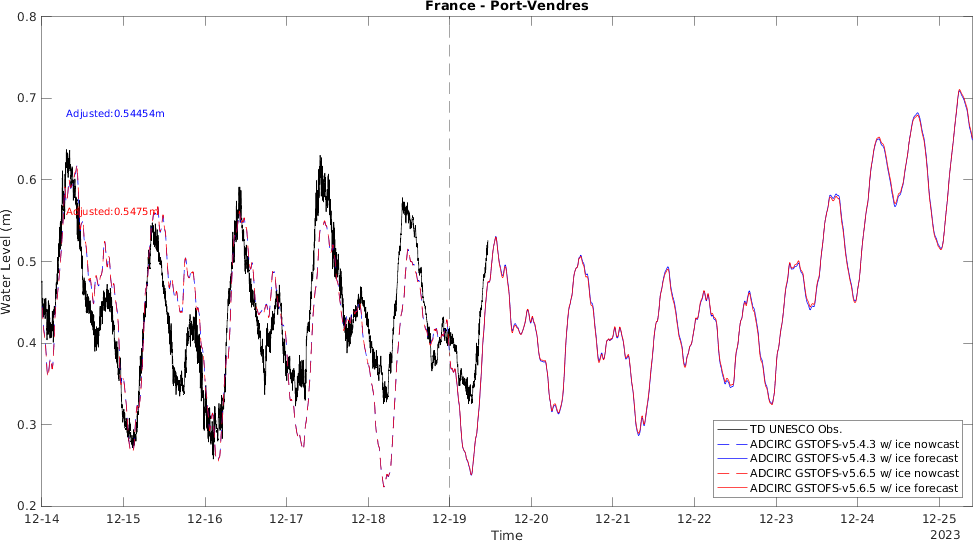 France - Port-Vendres
Water Level (m)
0.8
0.7
0.6
0.5
0.4
0.3
0.2
Adjusted:0.54454m
Adjusted:0.5475m
TD UNESCO Obs.
ADCIRC GSTOFS-v5.4.3 w/ ice nowcast
ADCIRC GSTOFS-v5.4.3 w/ ice forecast
ADCIRC GSTOFS-v5.6.5 w/ ice nowcast
ADCIRC GSTOFS-v5.6.5 w/ ice forecast
12-14 12-15 12-16 12-17 12-18 12-19 12-20 12-21 12-22 12-23 12-24 12-25
Time
2023